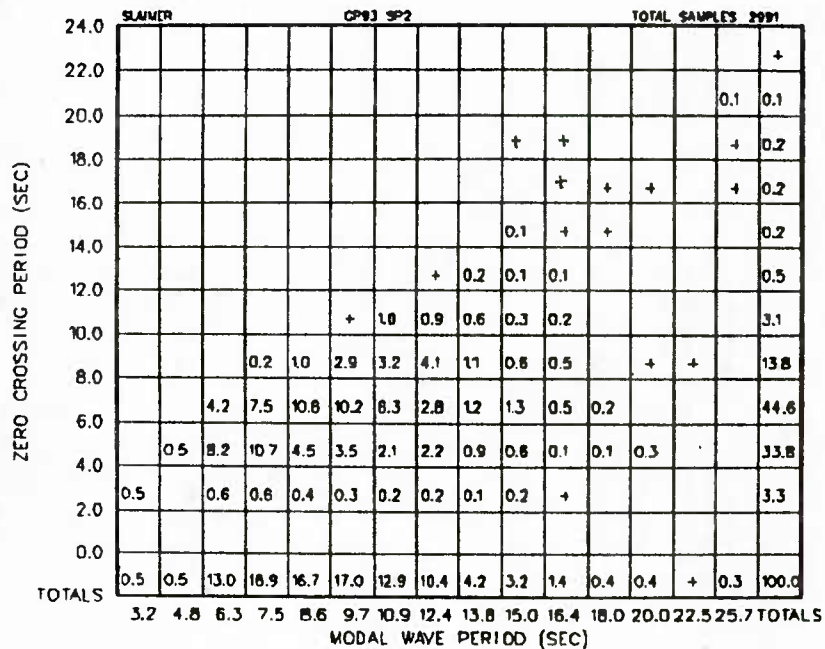 SUMMER CP93 SP2 TOTAL SAMPLES 2991
24.0
+
22.0
0.1 0.1
20.0
+ + + 0.2
18.0
+ + + + 0.2
16.0
0.1 + + 0.2
14.0
+ 0.2 0.1 0.1 0.5
12.0
+ 1.0 0.9 0.6 0.3 0.2 3.1
10.0
0.2 1.0 2.9 3.2 4.1 1.1 0.6 0.5 + + 13.8
8.0
4.2 7.5 10.8 10.2 6.3 2.8 1.2 1.3 0.5 0.2 44.6
6.0
0.5 8.2 10.7 4.5 3.5 2.1 2.2 0.9 0.6 0.1 0.1 0.3 33.8
4.0
0.5 0.6 0.6 0.4 0.3 0.2 0.2 0.1 0.2 + 3.3
2.0
0.0
TOTALS 0.5 0.5 13.0 18.9 16.7 17.0 12.9 10.4 4.2 3.2 1.4 0.4 0.4 + 0.3 100.0
3.2 4.8 6.3 7.5 8.6 9.7 10.9 12.4 13.8 15.0 16.4 18.0 20.0 22.5 25.7 TOTALS
MODAL WAVE PERIOD (SEC)
ZERO CROSSING PERIOD (SEC)